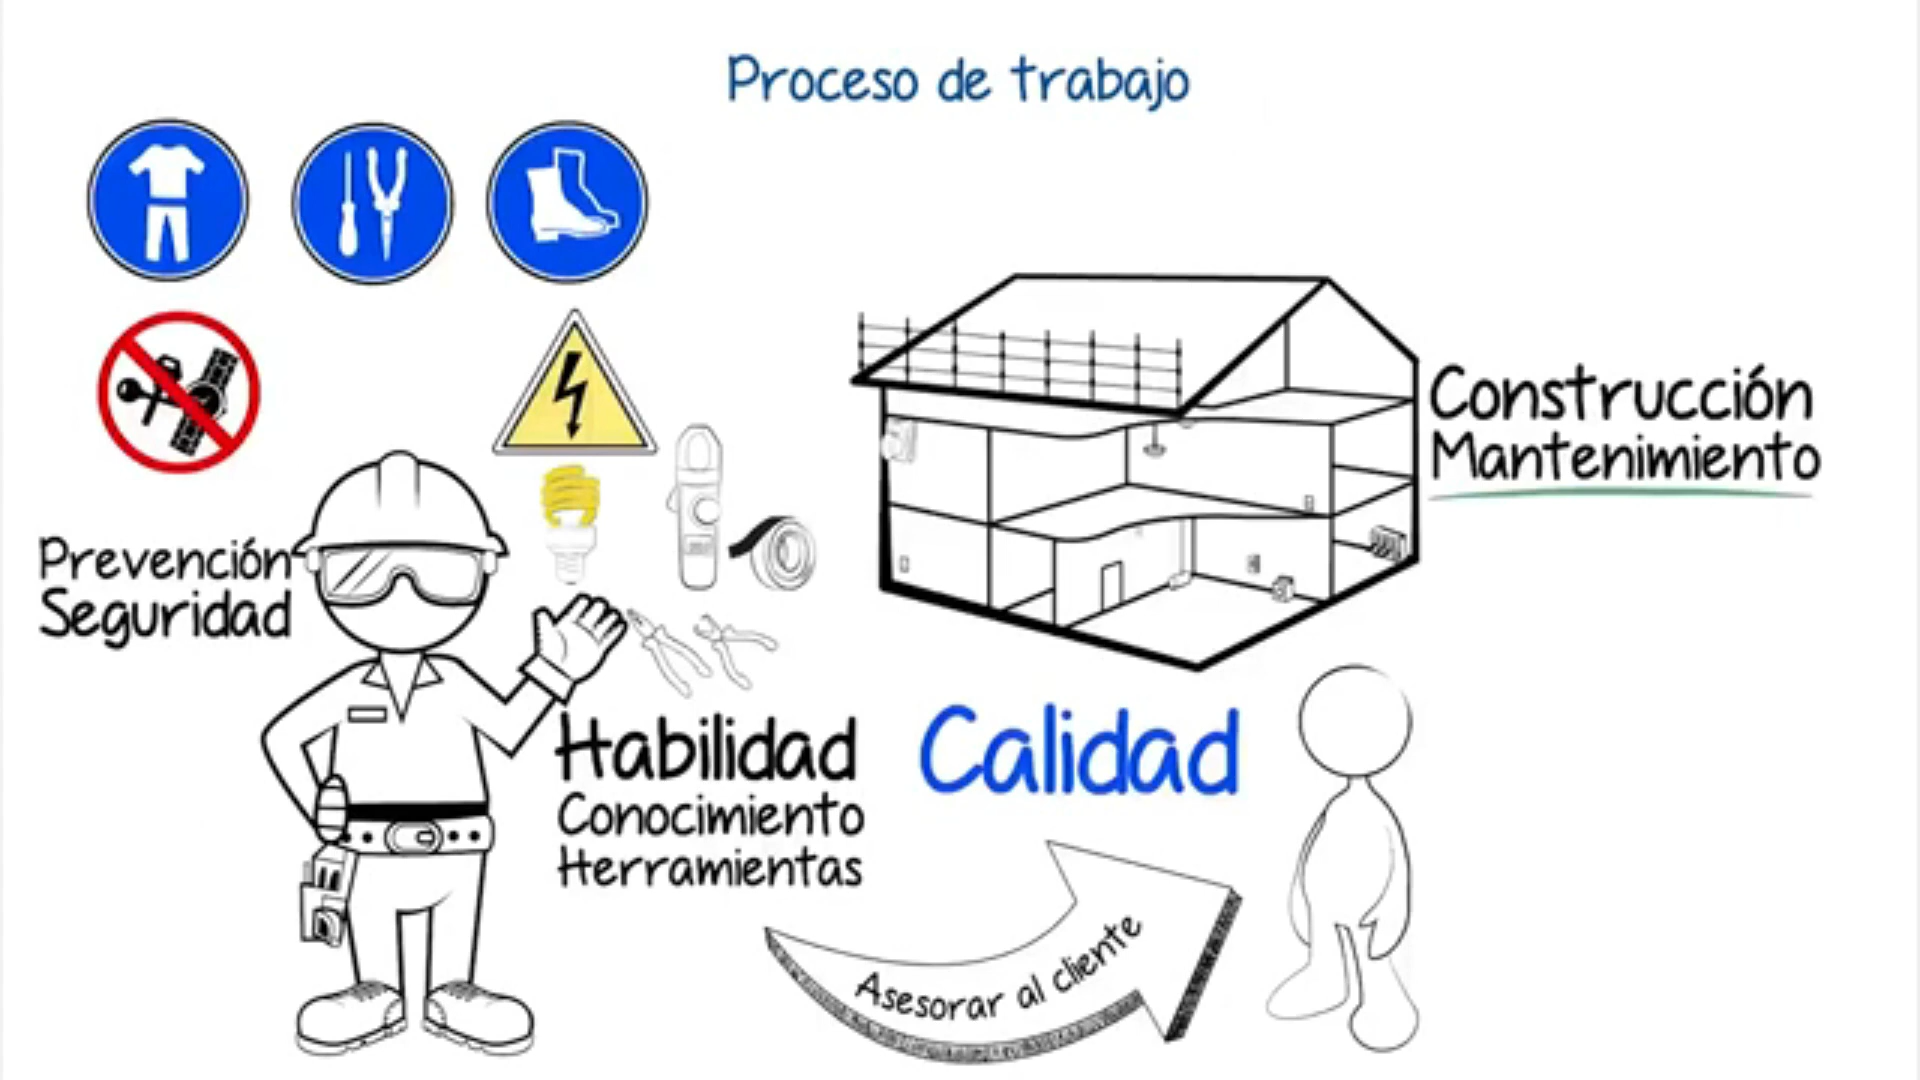 Proceso de trabajo
Construcción
Mantenimiento
Prevención
Seguridad
Habilidad
Conocimiento
Herramientas
Calidad
Asesorar al cliente